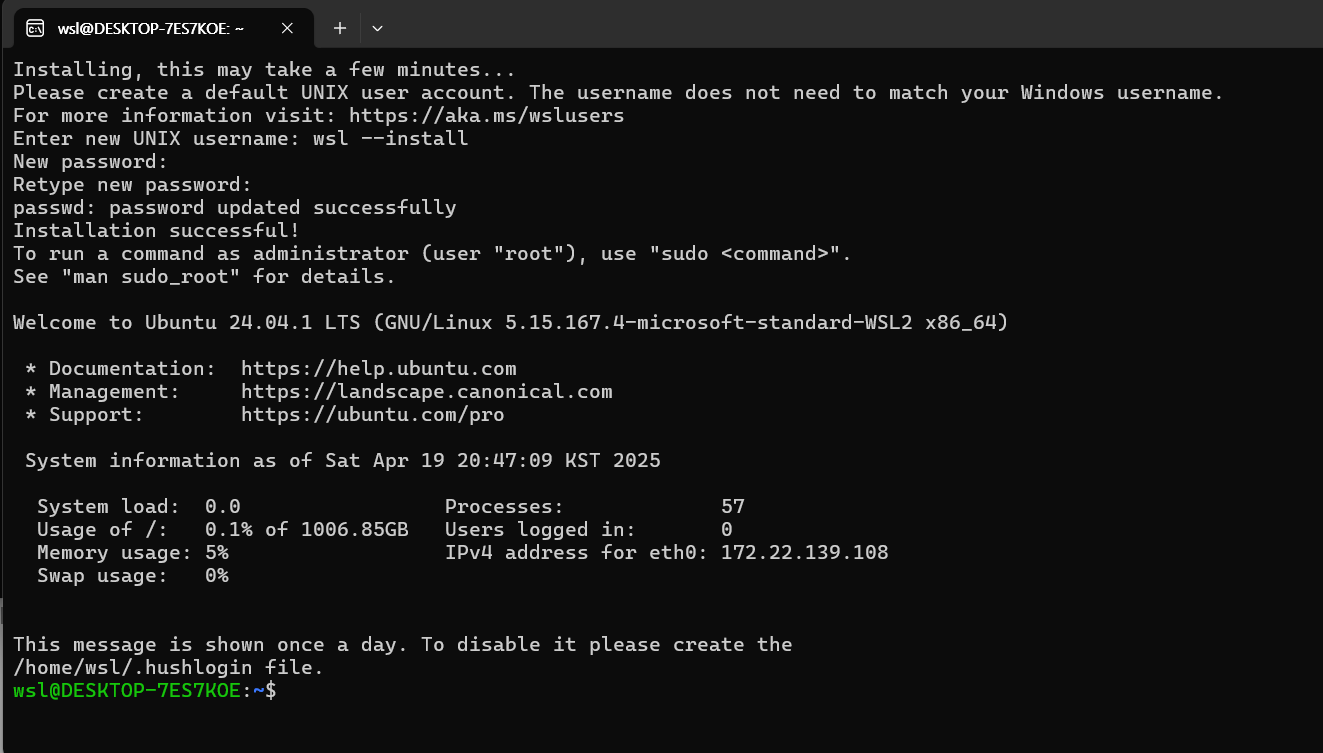 wsl@DESKTOP-7ES7KOE: ~
Installing, this may take a few minutes...
Please create a default UNIX user account. The username does not need to match your Windows username.
For more information visit: https://aka.ms/wslusers
Enter new UNIX username: wsl --install
New password:
Retype new password:
passwd: password updated successfully
Installation successful!
To run a command as administrator (user "root"), use "sudo <command>".
See "man sudo_root" for details.
Welcome to Ubuntu 24.04.1 LTS (GNU/Linux 5.15.167.4-microsoft-standard-WSL2 x86_64)
* Documentation:  https://help.ubuntu.com
* Management:     https://landscape.canonical.com
* Support:        https://ubuntu.com/pro
System information as of Sat Apr 19 20:47:09 KST 2025
System load:  0.0                 Processes:             57
Usage of /:   0.1% of 1006.85GB   Users logged in:       0
Memory usage: 5%                  IPv4 address for eth0: 172.22.139.108
Swap usage:   0%
This message is shown once a day. To disable it please create the
/home/wsl/.hushlogin file.
wsl@DESKTOP-7ES7KOE:~$